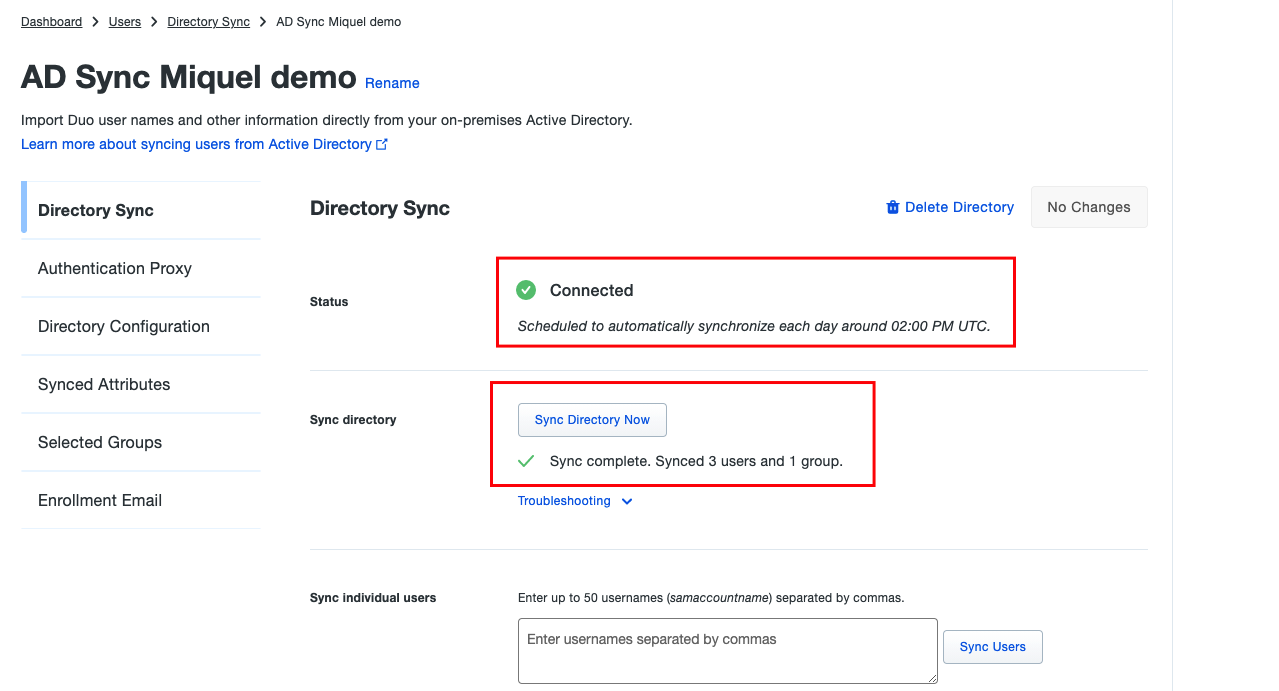 Dashboard > Users > Directory Sync > AD Sync Miquel demo
AD Sync Miquel demo Rename
Import Duo user names and other information directly from your on-premises Active Directory.
Learn more about syncing users from Active Directory
Directory Sync
Authentication Proxy
Directory Configuration
Synced Attributes
Selected Groups
Enrollment Email
Directory Sync
Delete Directory
No Changes
Status
Connected
Scheduled to automatically synchronize each day around 02:00 PM UTC.
Sync directory
Sync Directory Now
Sync complete. Synced 3 users and 1 group.
Troubleshooting
Sync individual users
Enter up to 50 usernames (samaccountname) separated by commas.
Enter usernames separated by commas
Sync Users